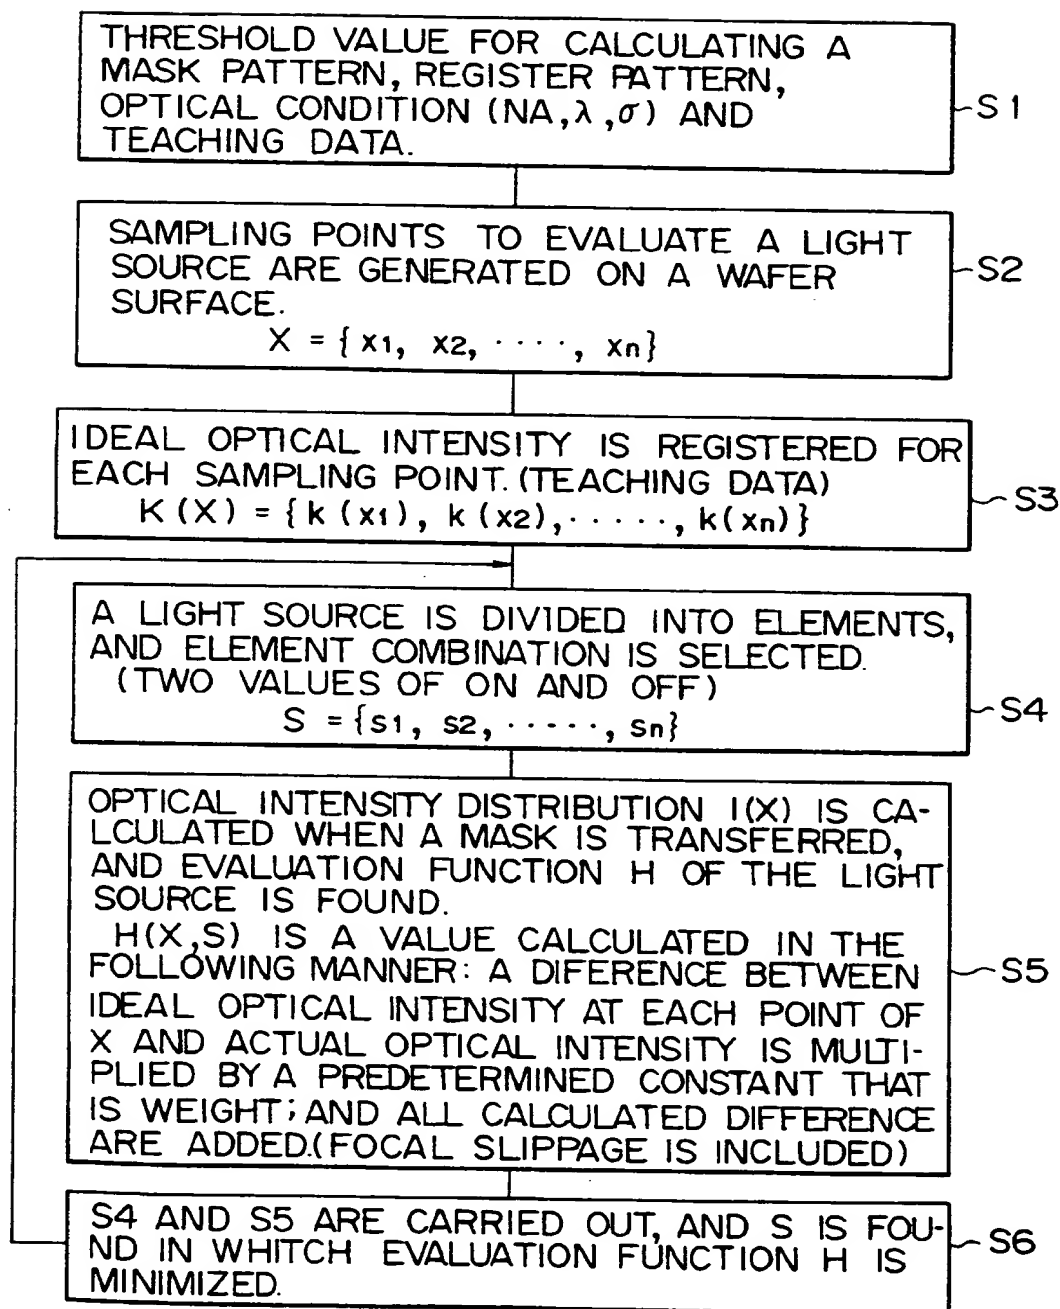 THRESHOLD VALUE FOR CALCULATING A
MASK PATTERN, REGISTER PATTERN,
OPTICAL CONDITION (NA,λ,σ) AND
TEACHING DATA.
S1
SAMPLING POINTS TO EVALUATE A LIGHT
SOURCE ARE GENERATED ON A WAFER
SURFACE.
X = { x1, x2, ····, xn}
S2
IDEAL OPTICAL INTENSITY IS REGISTERED FOR
EACH SAMPLING POINT. (TEACHING DATA)
K (X) = { k (x1), k (x2), ·····, k(xn)}
S3
A LIGHT SOURCE IS DIVIDED INTO ELEMENTS,
AND ELEMENT COMBINATION IS SELECTED.
(TWO VALUES OF ON AND OFF)
S = {s1, s2, ·····, sn}
S4
OPTICAL INTENSITY DISTRIBUTION I(X) IS CA-
LCULATED WHEN A MASK IS TRANSFERRED,
AND EVALUATION FUNCTION H OF THE LIGHT
SOURCE IS FOUND.
H(X,S) IS A VALUE CALCULATED IN THE
FOLLOWING MANNER: A DIFERENCE BETWEEN
IDEAL OPTICAL INTENSITY AT EACH POINT OF
X AND ACTUAL OPTICAL INTENSITY IS MULTI-
PLIED BY A PREDETERMINED CONSTANT THAT
IS WEIGHT; AND ALL CALCULATED DIFFERENCE
ARE ADDED.(FOCAL SLIPPAGE IS INCLUDED)
S5
S4 AND S5 ARE CARRIED OUT, AND S IS FOU-
ND IN WHITCH EVALUATION FUNCTION H IS
MINIMIZED.
S6